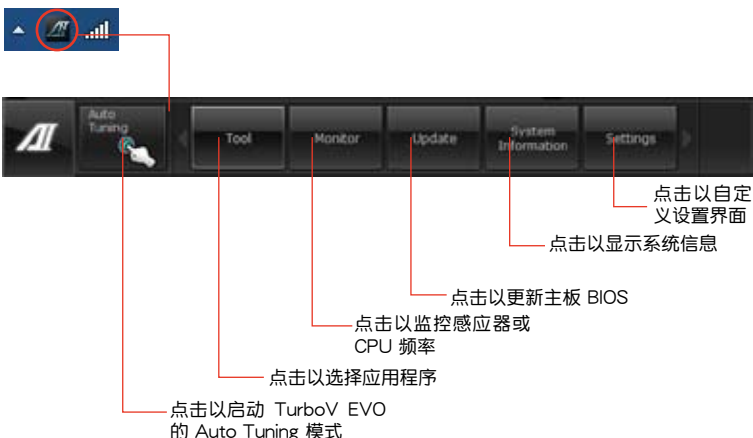 Auto
Tuning
Tool
Monitor
Update
System
Information
Settings
点击以自定
义设置界面
点击以显示系统信息
点击以更新主板 BIOS
点击以监控感应器或
CPU 频率
点击以选择应用程序
点击以启动 TurboV EVO
的 Auto Tuning 模式